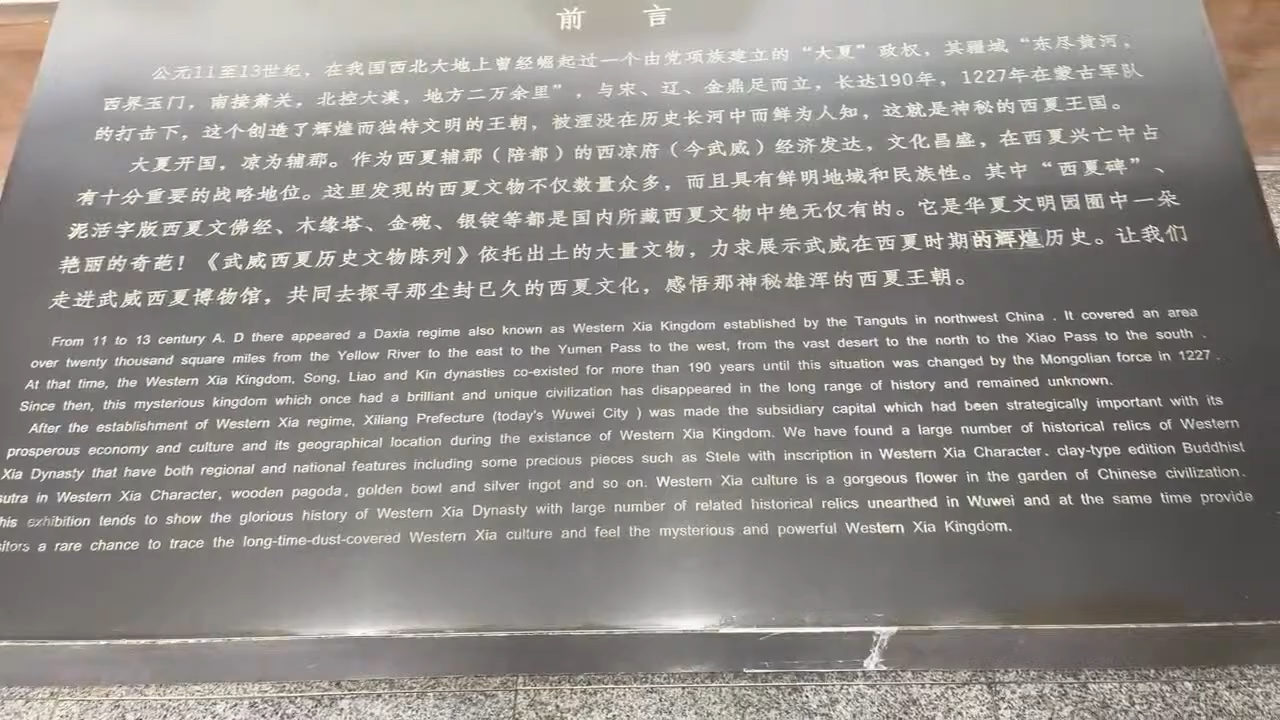 前 言
公元11至13世纪，在我国西北大地上曾经崛起过一个由党项族建立的“大夏”政权，其疆域“东尽黄河，
西界玉门，南接萧关，北控大漠，地方二万余里”，与宋、辽、金鼎足而立，长达190年，1227年在蒙古军队
的打击下，这个创造了辉煌而独特文明的王朝，被湮没在历史长河中而鲜为人知，这就是神秘的西夏王国。
大夏开国，凉为辅郡。作为西夏辅郡（陪都）的西凉府（今武威）经济发达，文化昌盛，在西夏兴亡中占
有十分重要的战略地位。这里发现的西夏文物不仅数量众多，而且具有鲜明地域和民族性。其中“西夏碑”、
泥活字版西夏文佛经、木缘塔、金碗、银锭等都是国内所藏西夏文物中绝无仅有的。它是华夏文明园囿中一朵
艳丽的奇葩！《武威西夏历史文物陈列》依托出土的大量文物，力求展示武威在西夏时期的辉煌历史。让我们
走进武威西夏博物馆，共同去探寻那尘封已久的西夏文化，感悟那神秘雄浑的西夏王朝。
From 11 to 13 century A. D there appeared a Daxia regime also known as Western Xia Kingdom established by the Tanguts in northwest China . It covered an area
over twenty thousand square miles from the Yellow River to the east to the Yumen Pass to the west, from the vast desert to the north to the Xiao Pass to the south .
At that time, the Western Xia Kingdom, Song, Liao and Kin dynasties co-existed for more than 190 years until this situation was changed by the Mongolian force in 1227 .
Since then, this mysterious kingdom which once had a brilliant and unique civilization has disappeared in the long range of history and remained unknown.
After the establishment of Western Xia regime, Xiliang Prefecture (today's Wuwei City ) was made the subsidiary capital which had been strategically important with its
prosperous economy and culture and its geographical location during the existance of Western Xia Kingdom. We have found a large number of historical relics of Western
Xia Dynasty that have both regional and national features including some precious pieces such as Stele with inscription in Western Xia Character. clay-type edition Buddhist
sutra in Western Xia Character, wooden pagoda, golden bowl and silver ingot and so on. Western Xia culture is a gorgeous flower in the garden of Chinese civilization.
his exhibition tends to show the glorious history of Western Xia Dynasty with large number of related historical relics unearthed in Wuwei and at the same time provide
sitors a rare chance to trace the long-time-dust-covered Western Xia culture and feel the mysterious and powerful Western Xia Kingdom.